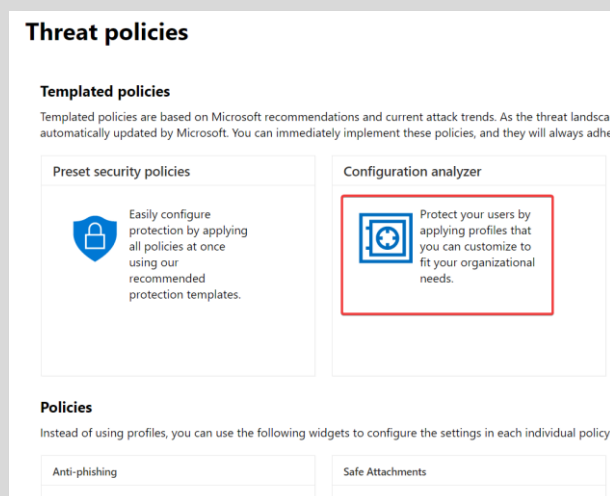 Threat policies
Templated policies
Templated policies are based on Microsoft recommendations and current attack trends. As the threat landsca
automatically updated by Microsoft. You can immediately implement these policies, and they will always adhe
Preset security policies
Easily configure
protection by applying
all policies at once
using our
recommended
protection templates.
Configuration analyzer
Protect your users by
applying profiles that
you can customize to
fit your organizational
needs.
Policies
Instead of using profiles, you can use the following widgets to configure the settings in each individual policy
Anti-phishing
Safe Attachments